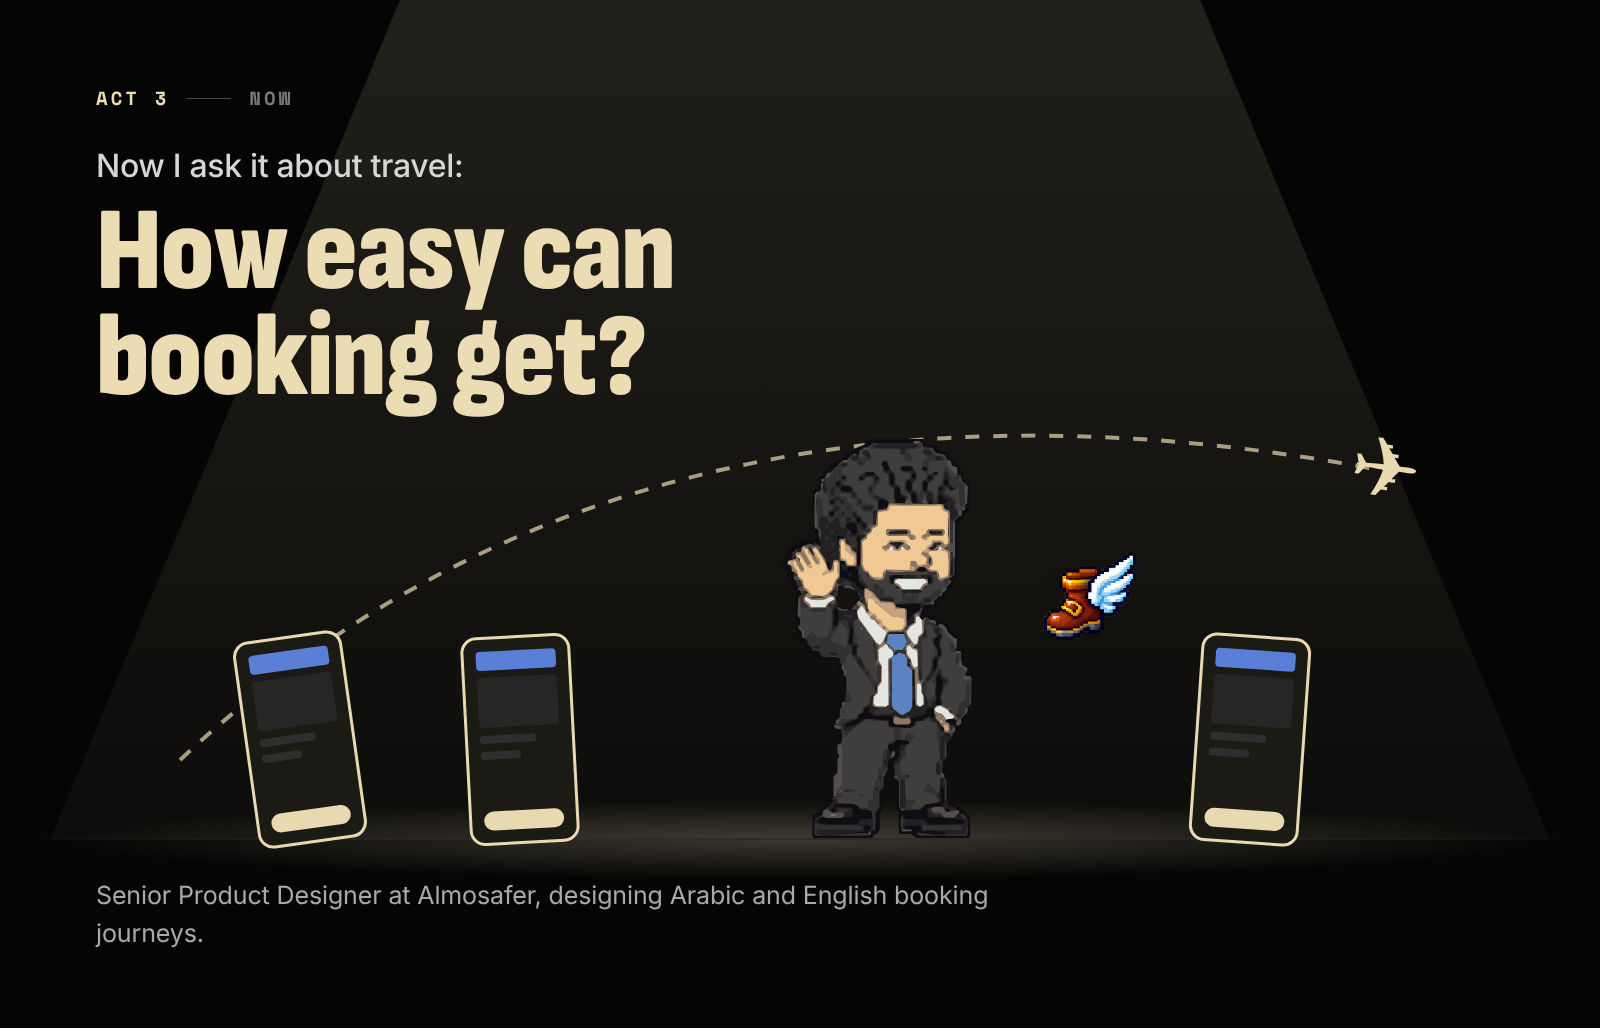 ACT 3 NOW
Now I ask it about travel:
How easy can
booking get?
Senior Product Designer at Almosafer, designing Arabic and English booking
journeys.